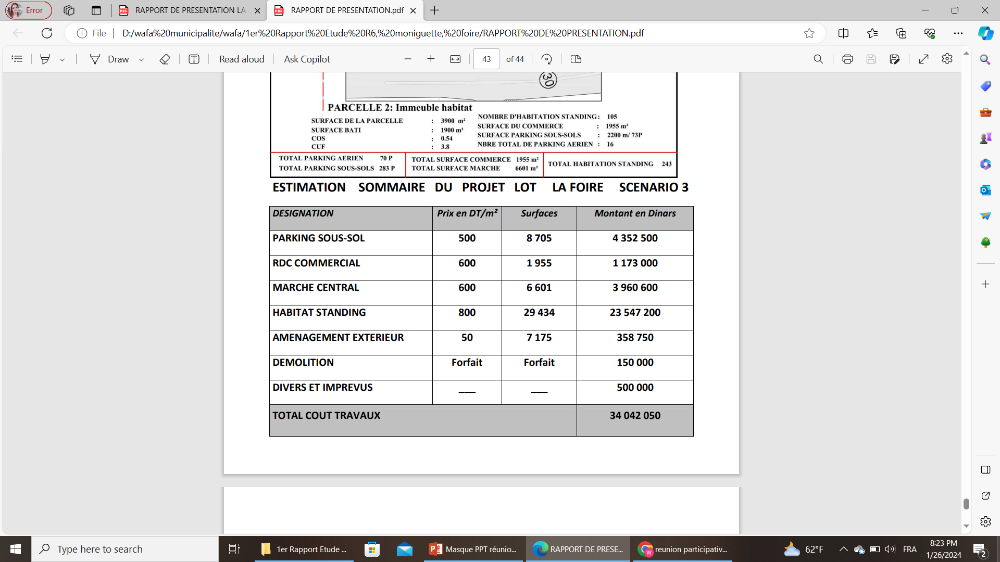 Error
RAPPORT DE PRESENTATION LA
RAPPORT DE PRESENTATION.pdf
File
D:/wafa%20municipalite/wafa/1er%20Rapport%20Etude%20R6,%20moniguette,%20foire/RAPPORT%20DE%20PRESENTATION.pdf
Draw
Read aloud
Ask Copilot
43 of 44
30
PARCELLE 2: Immeuble habitat
SURFACE DE LA PARCELLE : 3900 m²
SURFACE BATI : 1900 m²
COS : 0.54
CUF : 3.8
NOMBRE D'HABITATION STANDING: 105
SURFACE DU COMMERCE : 1955 m²
SURFACE PARKING SOUS-SOLS : 2200 m/ 73P
NBRE TOTAL DE PARKING AERIEN : 16
TOTAL PARKING AERIEN 70 P
TOTAL PARKING SOUS-SOLS 283 P
TOTAL SURFACE COMMERCE 1955 m²
TOTAL SURFACE MARCHE 6601 m²
TOTAL HABITATION STANDING 243
ESTIMATION SOMMAIRE DU PROJET LOT LA FOIRE SCENARIO 3
DESIGNATION Prix en DT/m² Surfaces Montant en Dinars
PARKING SOUS-SOL 500 8 705 4 352 500
RDC COMMERCIAL 600 1 955 1 173 000
MARCHE CENTRAL 600 6 601 3 960 600
HABITAT STANDING 800 29 434 23 547 200
AMENAGEMENT EXTERIEUR 50 7 175 358 750
DEMOLITION Forfait Forfait 150 000
DIVERS ET IMPREVUS ___ ___ 500 000
TOTAL COUT TRAVAUX 34 042 050
Type here to search
1er Rapport Etude ...
Masque PPT réunio...
RAPPORT DE PRESE...
reunion participativ...
62°F
FRA
8:23 PM
1/26/2024
2